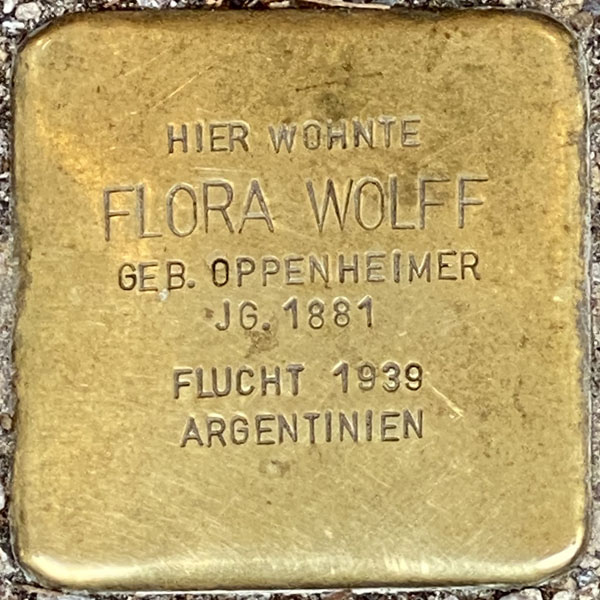 HIER WOHNTE
FLORA WOLFF
GEB. OPPENHEIMER
JG. 1881
FLUCHT 1939
ARGENTINIEN